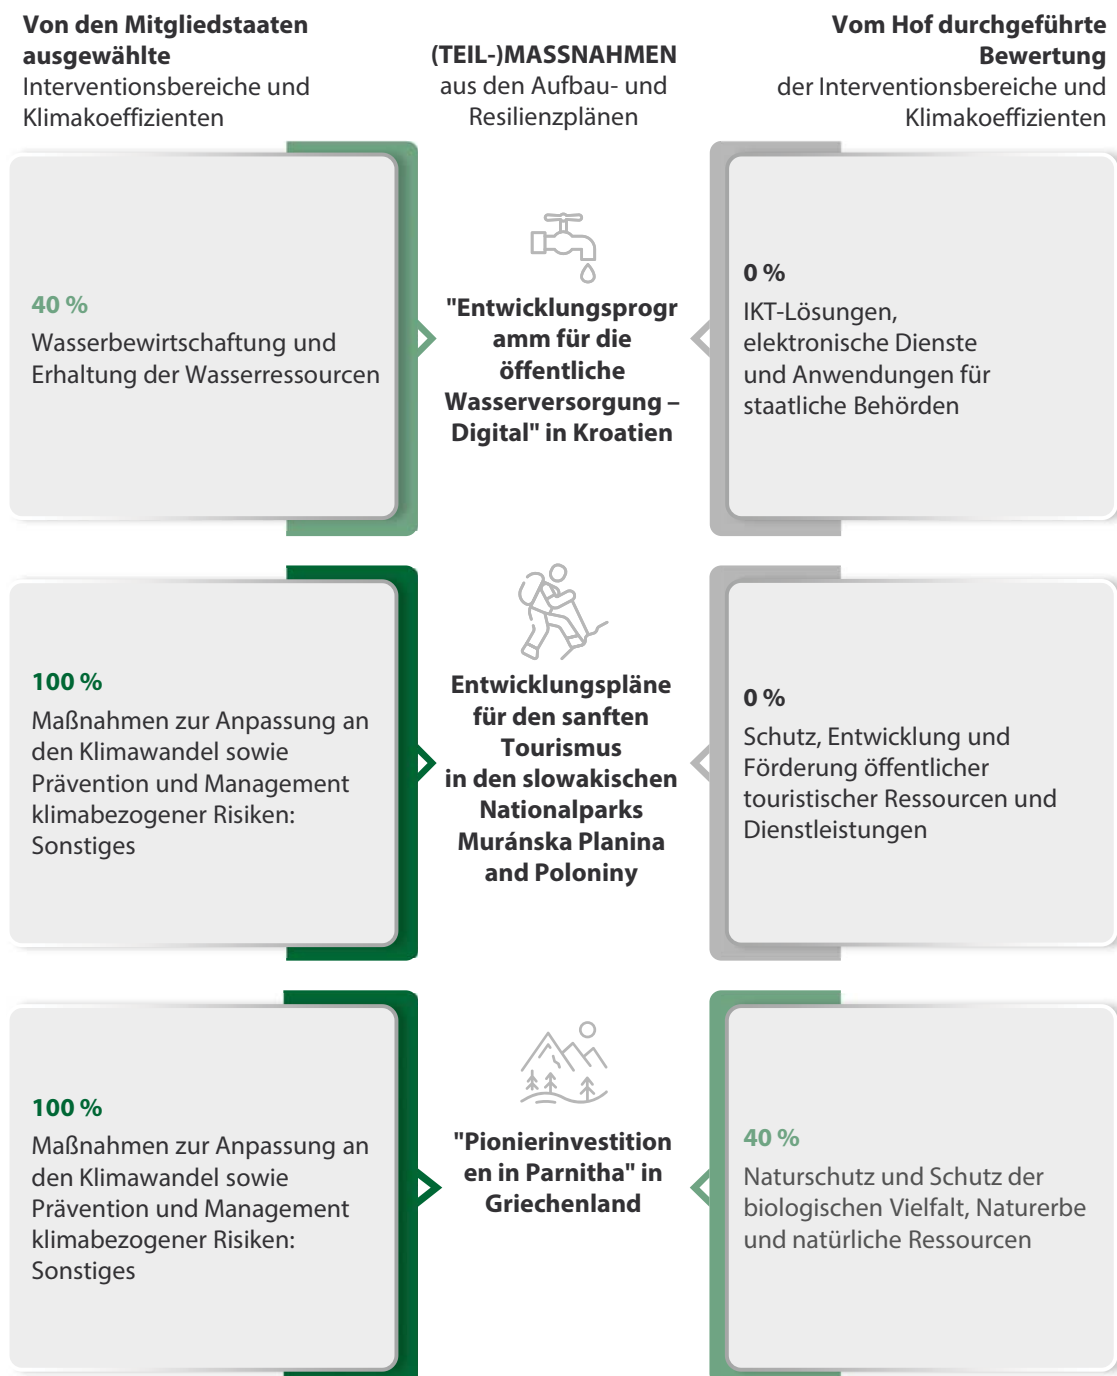 Von den Mitgliedstaaten
ausgewählte
Interventionsbereiche und
Klimakoeffizienten
(TEIL-)MASSNAHMEN
aus den Aufbau- und
Resilienzplänen
Vom Hof durchgeführte
Bewertung
der Interventionsbereiche und
Klimakoeffizienten
40 %
Wasserbewirtschaftung und
Erhaltung der Wasserressourcen
"Entwicklungsprogr
amm für die
öffentliche
Wasserversorgung –
Digital" in Kroatien
0 %
IKT-Lösungen,
elektronische Dienste
und Anwendungen für
staatliche Behörden
100 %
Maßnahmen zur Anpassung an
den Klimawandel sowie
Prävention und Management
klimabezogener Risiken:
Sonstiges
Entwicklungspläne
für den sanften
Tourismus
in den slowakischen
Nationalparks
Muránska Planina
and Poloniny
0 %
Schutz, Entwicklung und
Förderung öffentlicher
touristischer Ressourcen und
Dienstleistungen
100 %
Maßnahmen zur Anpassung an
den Klimawandel sowie
Prävention und Management
klimabezogener Risiken:
Sonstiges
"Pionierinvestition
en in Parnitha" in
Griechenland
40 %
Naturschutz und Schutz der
biologischen Vielfalt, Naturerbe
und natürliche Ressourcen